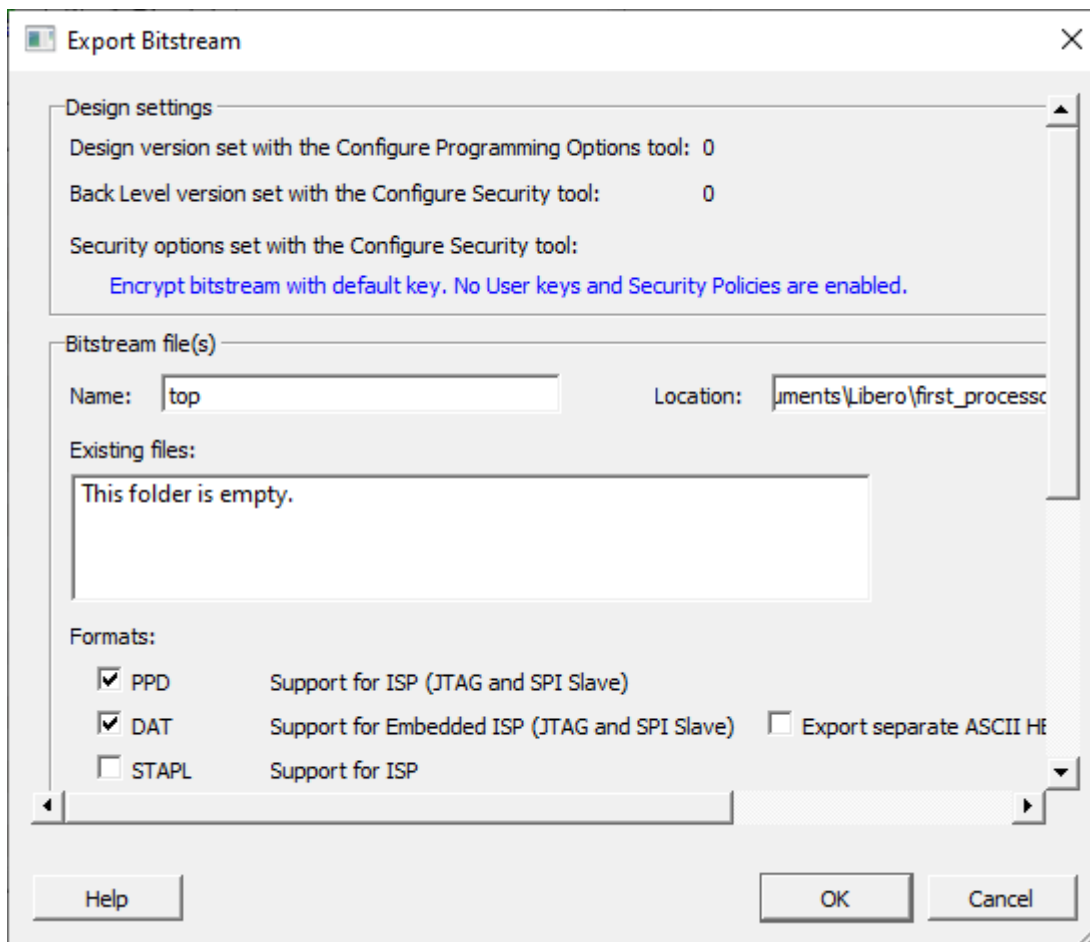 Export Bitstream
Design settings
Design version set with the Configure Programming Options tool: 0
Back Level version set with the Configure Security tool: 0
Security options set with the Configure Security tool:
Encrypt bitstream with default key. No User keys and Security Policies are enabled.
Bitstream file(s)
Name: top Location: uments\Libero\first_processo
Existing files:
This folder is empty.
Formats:
PPD Support for ISP (JTAG and SPI Slave)
DAT Support for Embedded ISP (JTAG and SPI Slave) Export separate ASCII HE
STAPL Support for ISP
Help OK Cancel